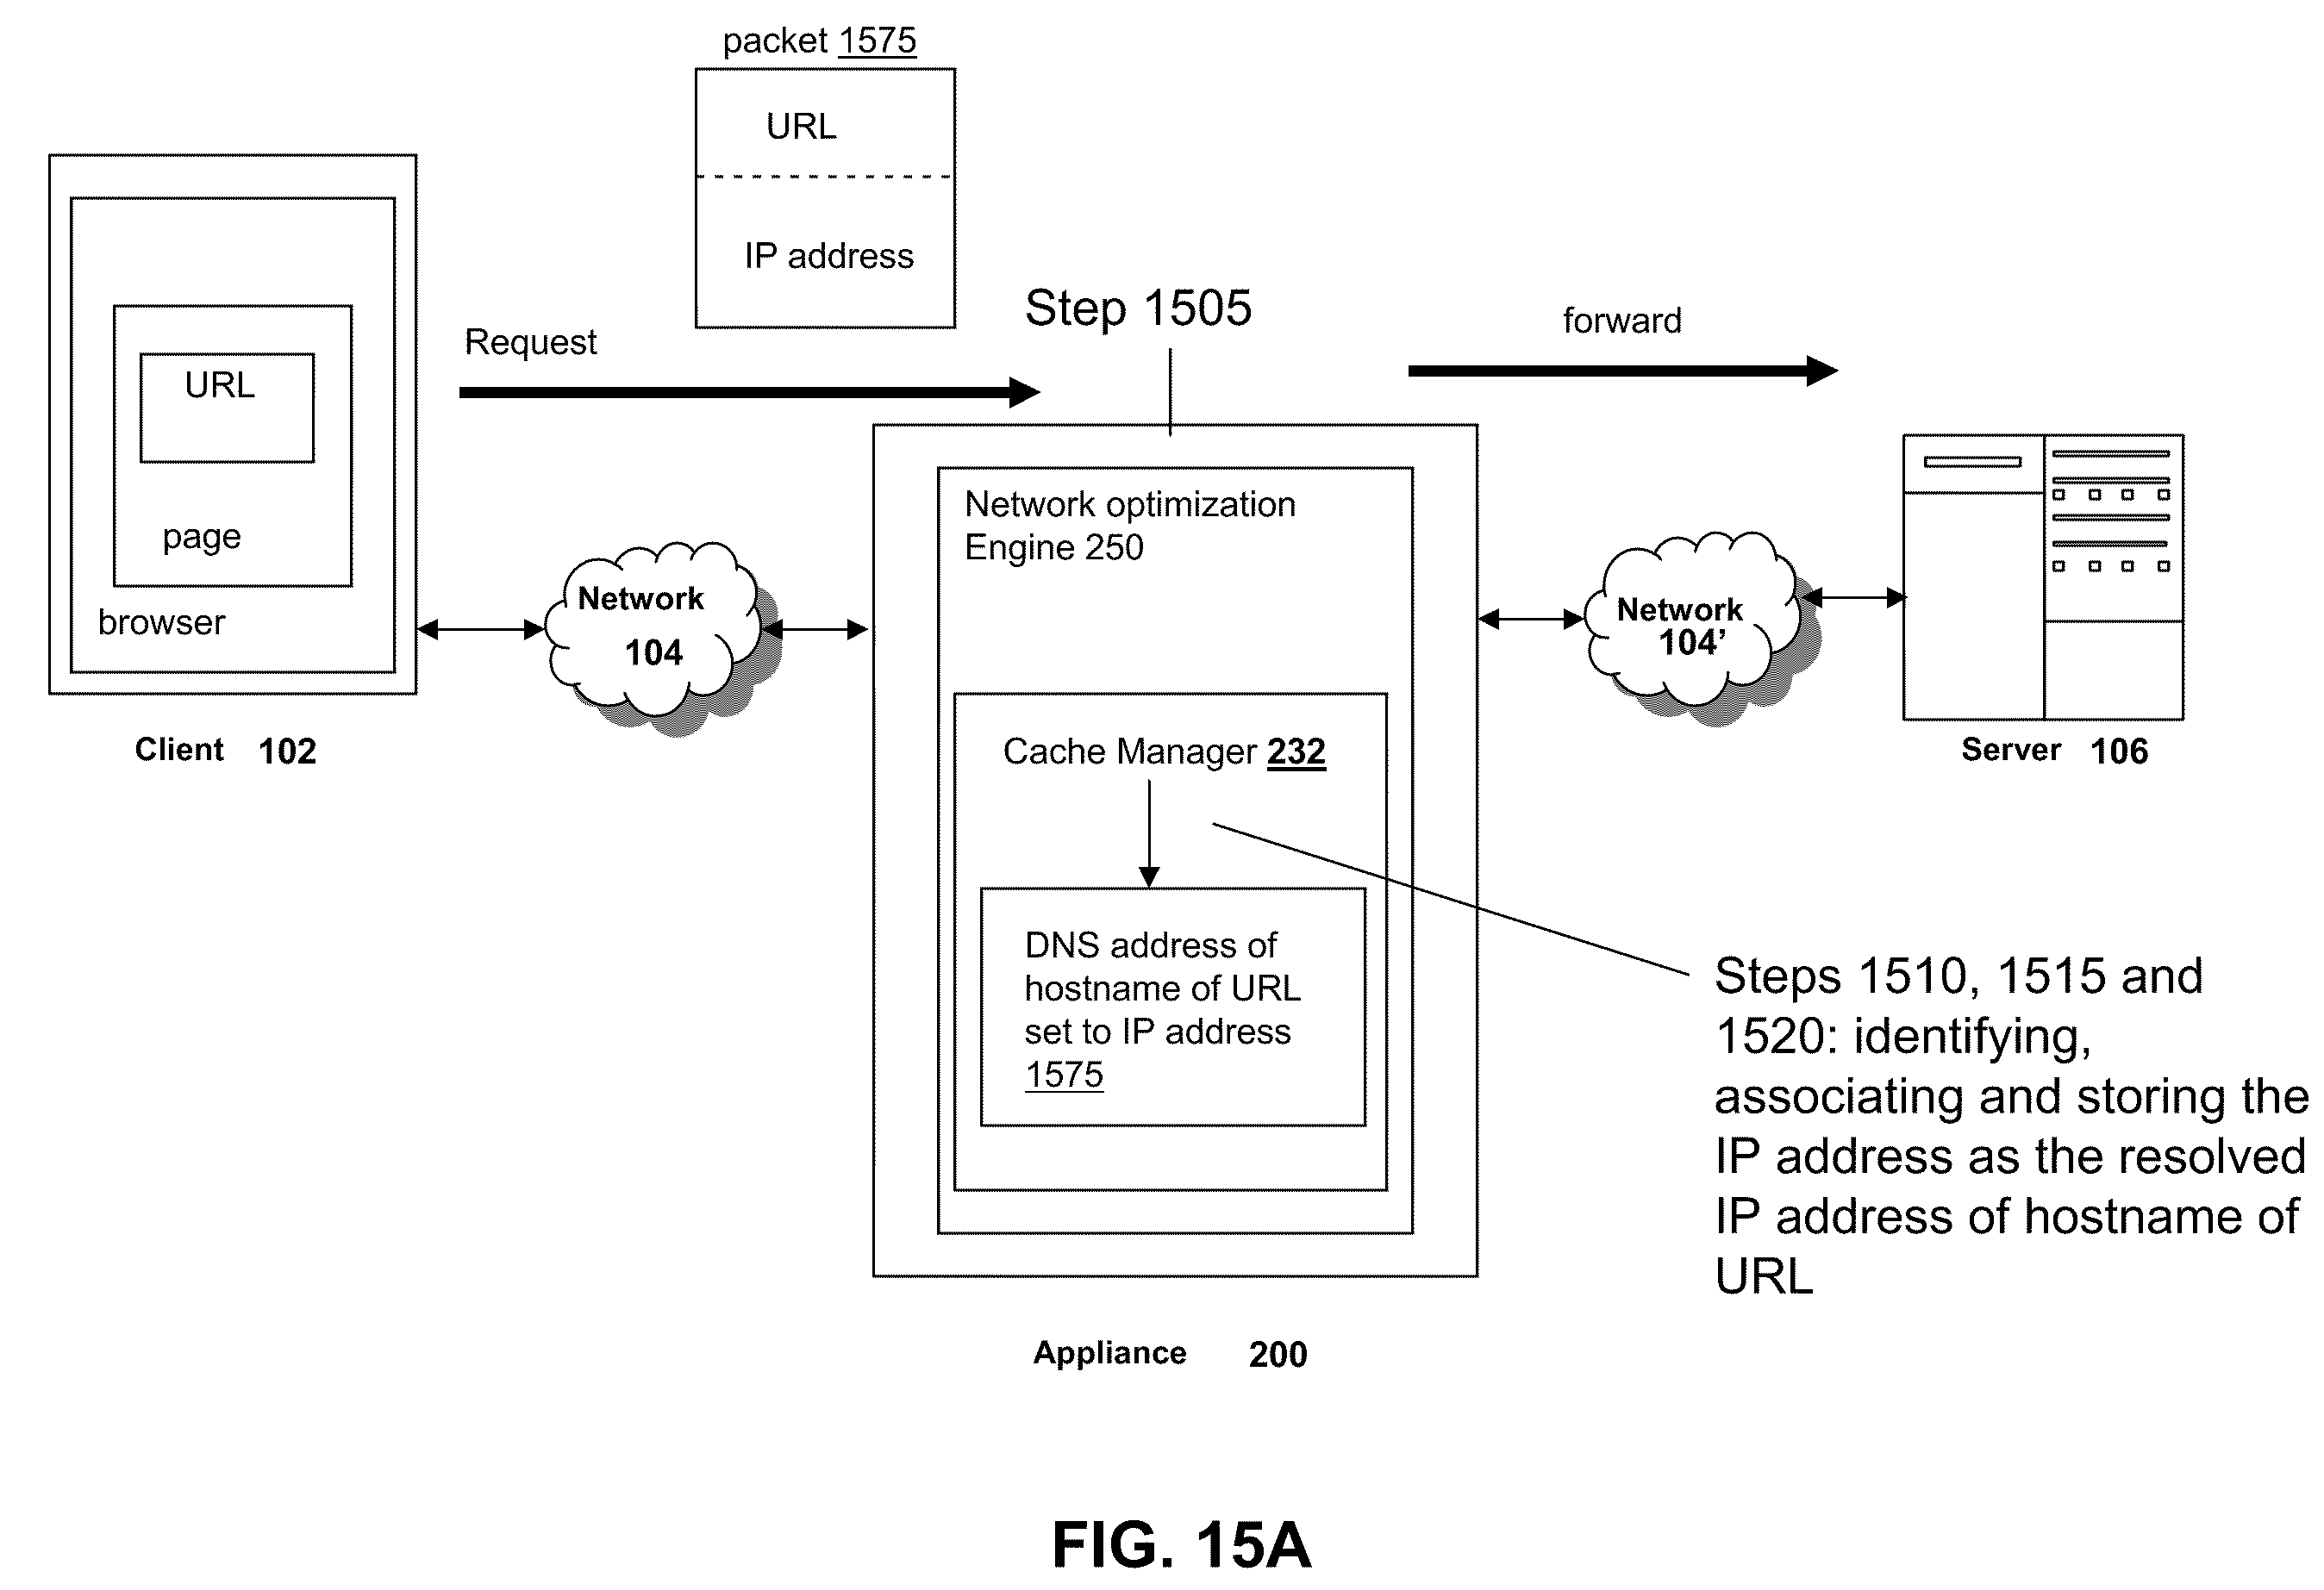 packet 1575
URL
IP address
Step 1505
forward
Request
URL
page
browser
Network optimization
Engine 250
Network
104
Network
104’
Client 102
Cache Manager 232
Server 106
DNS address of
hostname of URL
set to IP address
1575
Steps 1510, 1515 and
1520: identifying,
associating and storing the
IP address as the resolved
IP address of hostname of
URL
Appliance 200
FIG. 15A